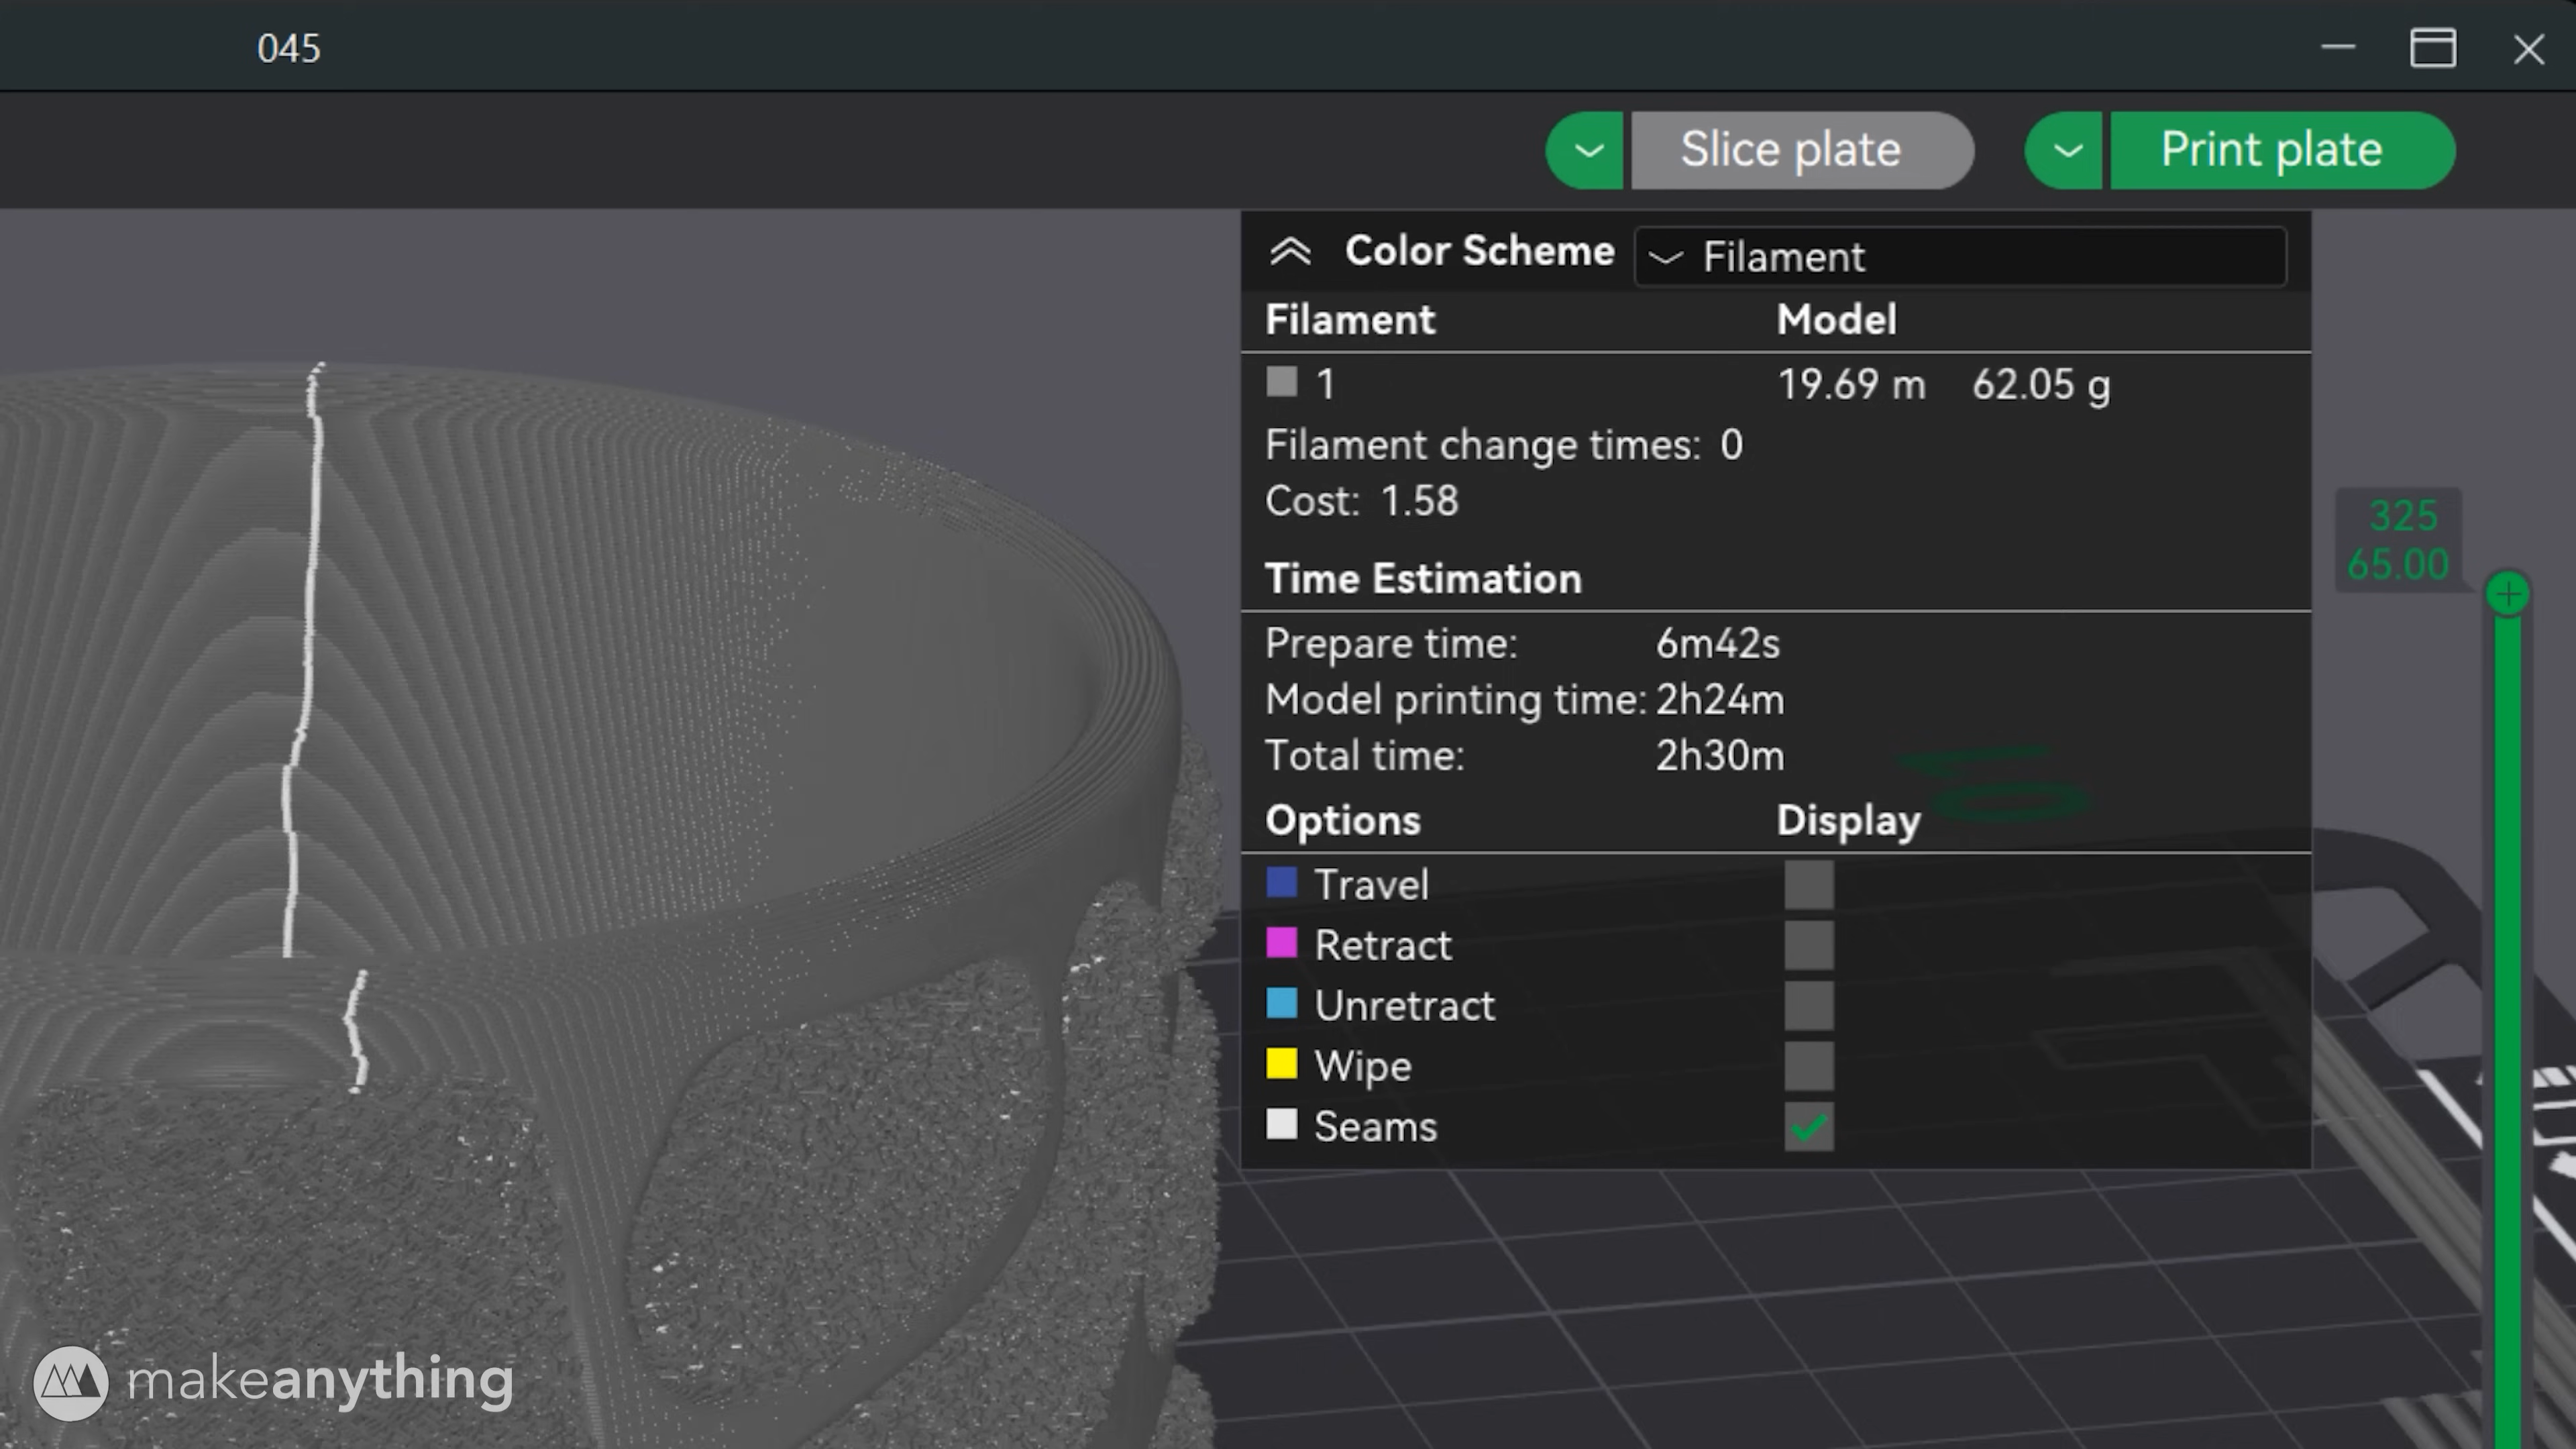 045
Slice plate
Print plate
Color Scheme
Filament
Filament Model
1 19.69 m 62.05 g
Filament change times: 0
Cost: 1.58
325
65.00
Time Estimation
Prepare time: 6m42s
Model printing time: 2h24m
Total time: 2h30m
Options Display
Travel
Retract
Unretract
Wipe
Seams
makeanything